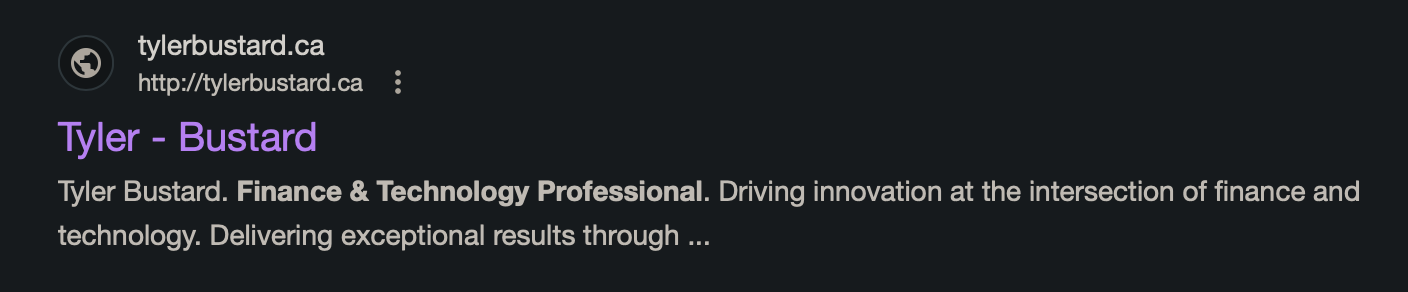 tylerbustard.ca
http://tylerbustard.ca
Tyler - Bustard
Tyler Bustard. Finance & Technology Professional. Driving innovation at the intersection of finance and
technology. Delivering exceptional results through ...